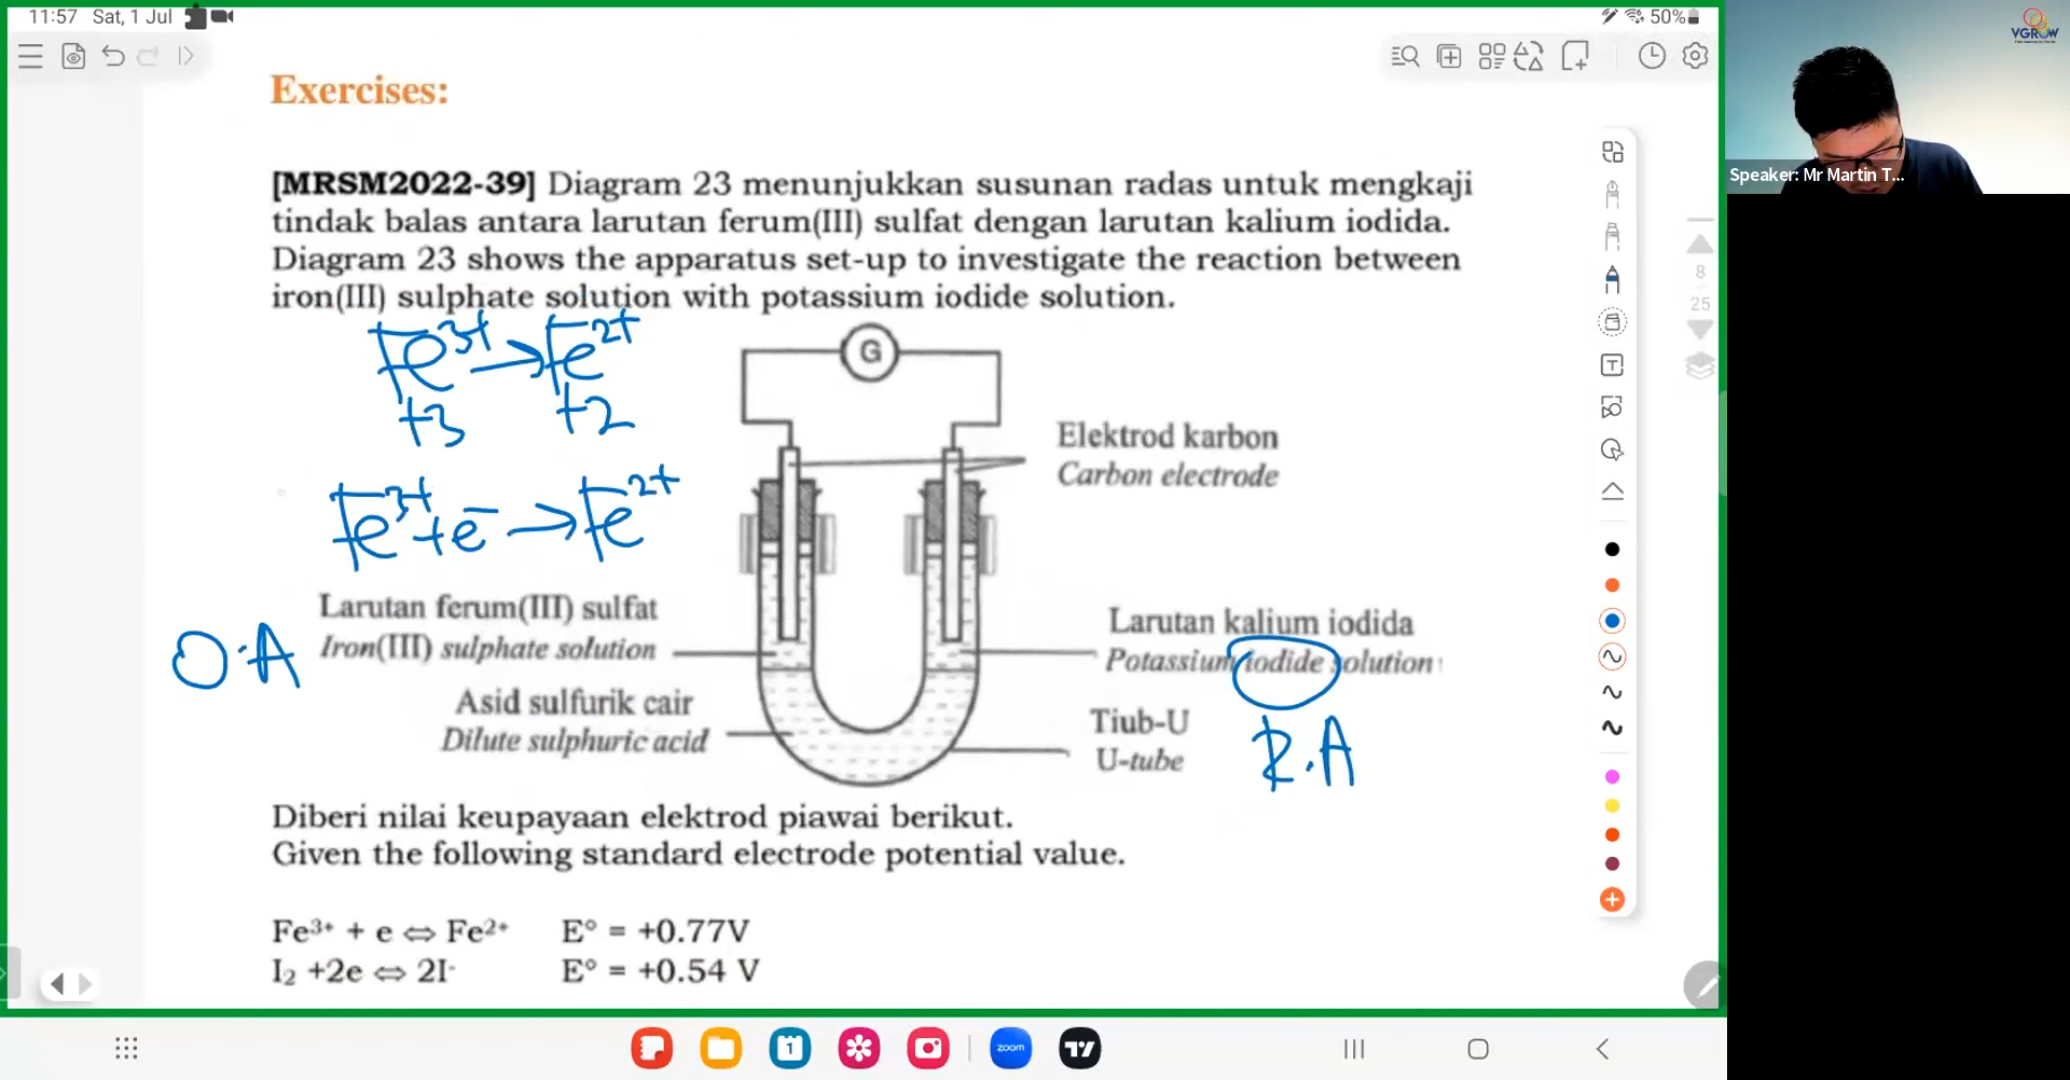 11:57 Sat, 1 Jul
50%
VGROW
Exercises:
[MRSM2022-39] Diagram 23 menunjukkan susunan radas untuk mengkaji
tindak balas antara larutan ferum(III) sulfat dengan larutan kalium iodida.
Diagram 23 shows the apparatus set-up to investigate the reaction between
iron(III) sulphate solution with potassium iodide solution.
Speaker: Mr Martin T...
8
25
Fe³⁺ → Fe²⁺
+3 +2
G
Elektrod karbon
Carbon electrode
Fe³⁺ + e⁻ → Fe²⁺
Larutan ferum(III) sulfat
Iron(III) sulphate solution
O.A
Larutan kalium iodida
Potassium iodide solution
Asid sulfurik cair
Dilute sulphuric acid
Tiub-U
U-tube
R.A
Diberi nilai keupayaan elektrod piawai berikut.
Given the following standard electrode potential value.
Fe³⁺ + e ⇔ Fe²⁺ E° = +0.77V
I₂ +2e ⇔ 2I⁻ E° = +0.54 V
1
zoom